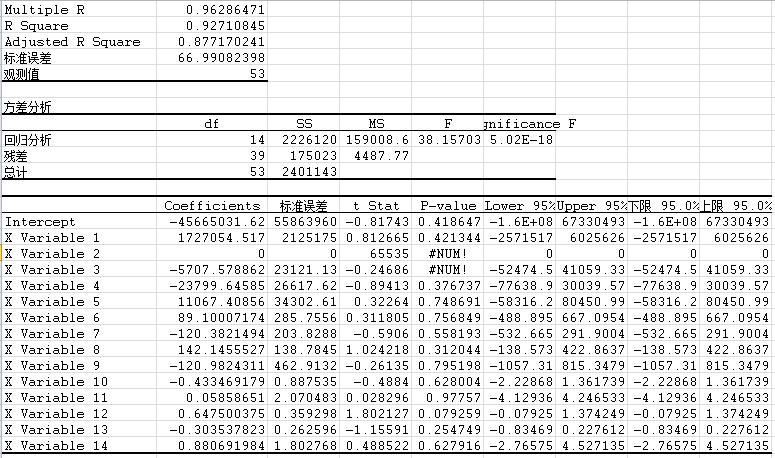 Multiple R 0.96286471
R Square 0.92710845
Adjusted R Square 0.877170241
标准误差 66.99082398
观测值 53
方差分析
df SS MS F gnificance F
回归分析 14 2226120 159008.6 38.15703 5.02E-18
残差 39 175023 4487.77
总计 53 2401143
Coefficients 标准误差 t Stat P-value Lower 95% Upper 95% 下限 95.0% 上限 95.0%
Intercept -45665031.62 55863960 -0.81743 0.418647 -1.6E+08 67330493 -1.6E+08 67330493
X Variable 1 1727054.517 2125175 0.812665 0.421344 -2571517 6025626 -2571517 6025626
X Variable 2 0 0 65535 #NUM! 0 0 0 0
X Variable 3 -5707.578862 23121.13 -0.24686 #NUM! -52474.5 41059.33 -52474.5 41059.33
X Variable 4 -23799.64585 26617.62 -0.89413 0.376737 -77638.9 30039.57 -77638.9 30039.57
X Variable 5 11067.40856 34302.61 0.32264 0.748691 -58316.2 80450.99 -58316.2 80450.99
X Variable 6 89.10007174 285.7556 0.311805 0.756849 -488.895 667.0954 -488.895 667.0954
X Variable 7 -120.3821494 203.8288 -0.5906 0.558193 -532.665 291.9004 -532.665 291.9004
X Variable 8 142.1455527 138.7845 1.024218 0.312044 -138.573 422.8637 -138.573 422.8637
X Variable 9 -120.9824311 462.9132 -0.26135 0.795198 -1057.31 815.3479 -1057.31 815.3479
X Variable 10 -0.433469179 0.887535 -0.4884 0.628004 -2.22868 1.361739 -2.22868 1.361739
X Variable 11 0.05858651 2.070483 0.028296 0.97757 -4.12936 4.246533 -4.12936 4.246533
X Variable 12 0.647500375 0.359298 1.802127 0.079259 -0.07925 1.374249 -0.07925 1.374249
X Variable 13 -0.303537823 0.262596 -1.15591 0.254749 -0.83469 0.227612 -0.83469 0.227612
X Variable 14 0.880691984 1.802768 0.488522 0.627916 -2.76575 4.527135 -2.76575 4.527135